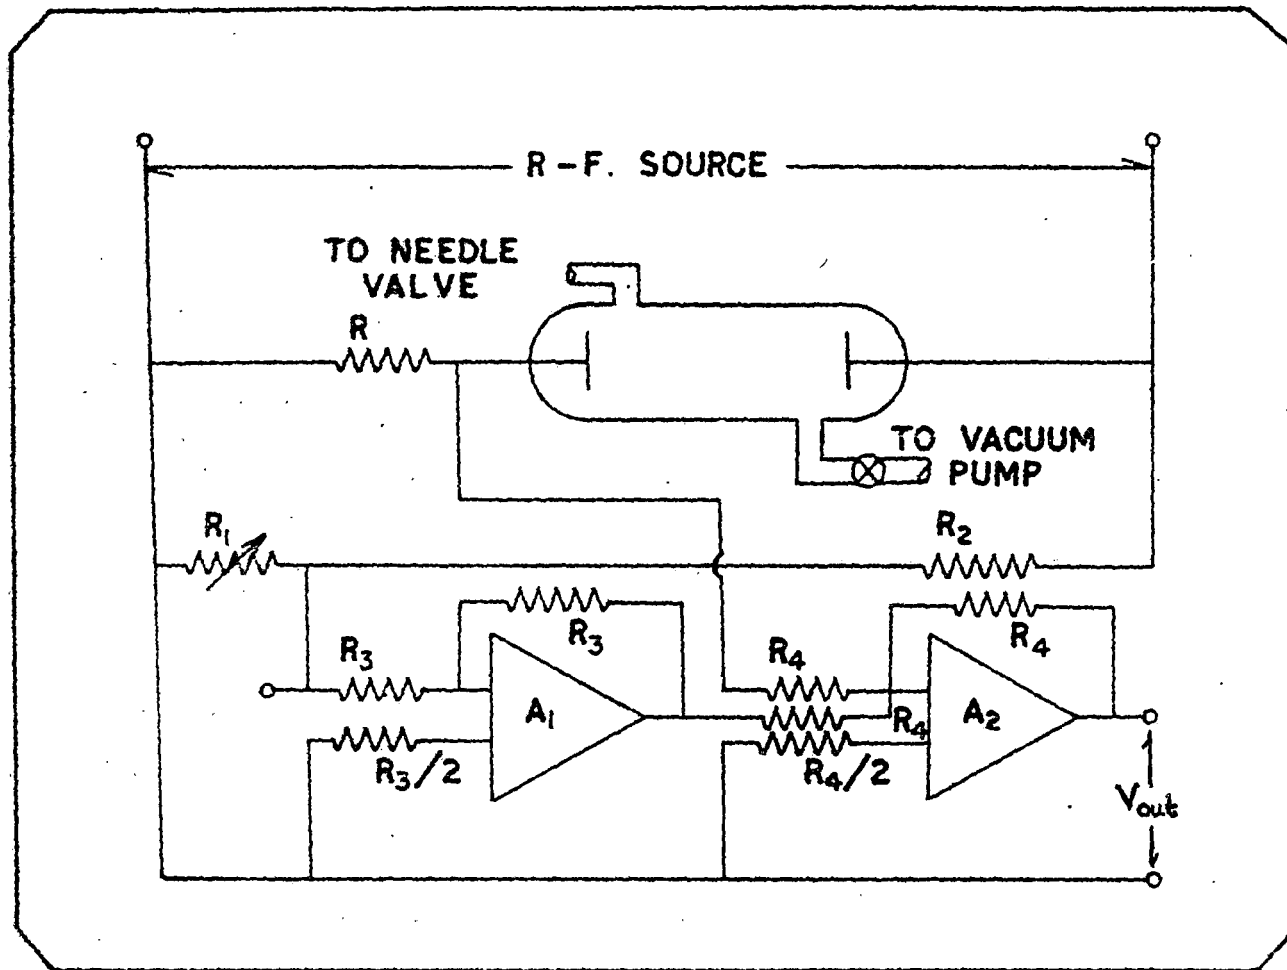 R-F. SOURCE
TO NEEDLE
VALVE
R
TO VACUUM
PUMP
R₁
R₂
R₃
R₄
R₃
R₄
A₁
R₄
A₂
R₃/2
R₄/2
Vout